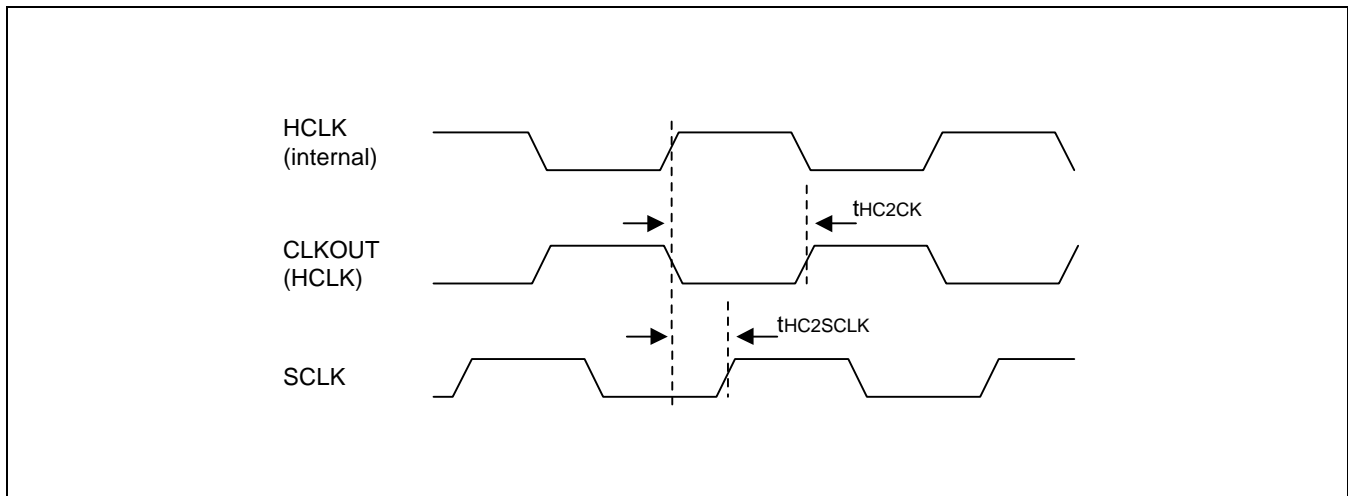 HCLK
(internal)
tHC2CK
CLKOUT
(HCLK)
tHC2SCLK
SCLK